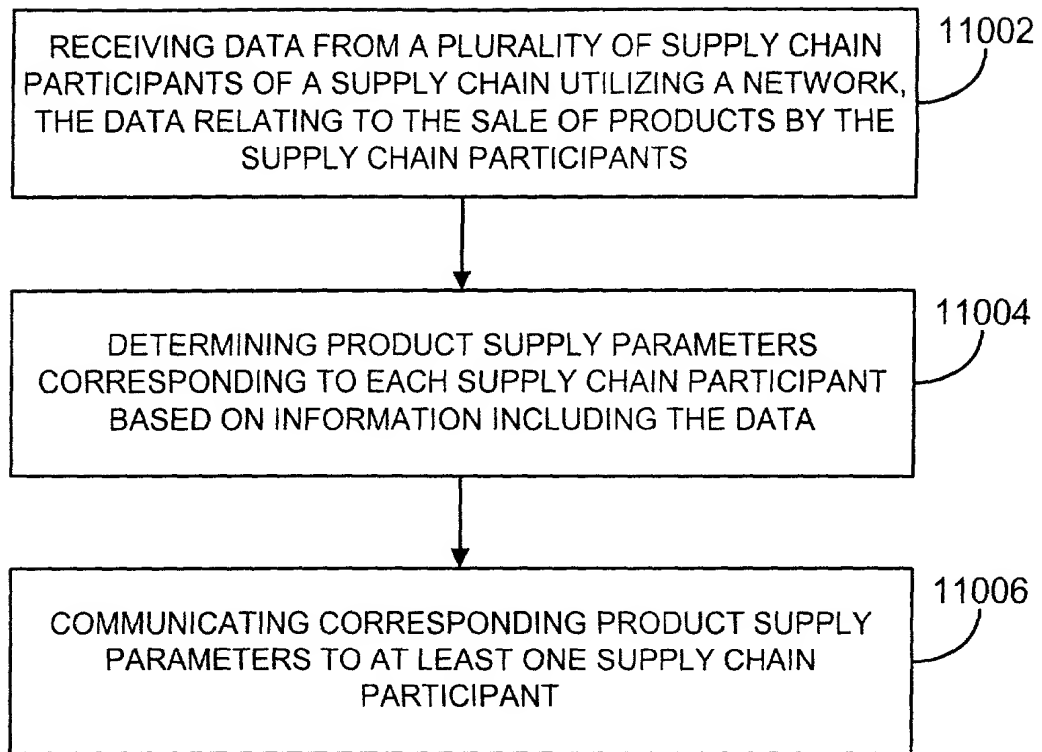 RECEIVING DATA FROM A PLURALITY OF SUPPLY CHAIN
PARTICIPANTS OF A SUPPLY CHAIN UTILIZING A NETWORK,
THE DATA RELATING TO THE SALE OF PRODUCTS BY THE
SUPPLY CHAIN PARTICIPANTS
11002
DETERMINING PRODUCT SUPPLY PARAMETERS
CORRESPONDING TO EACH SUPPLY CHAIN PARTICIPANT
BASED ON INFORMATION INCLUDING THE DATA
11004
COMMUNICATING CORRESPONDING PRODUCT SUPPLY
PARAMETERS TO AT LEAST ONE SUPPLY CHAIN
PARTICIPANT
11006